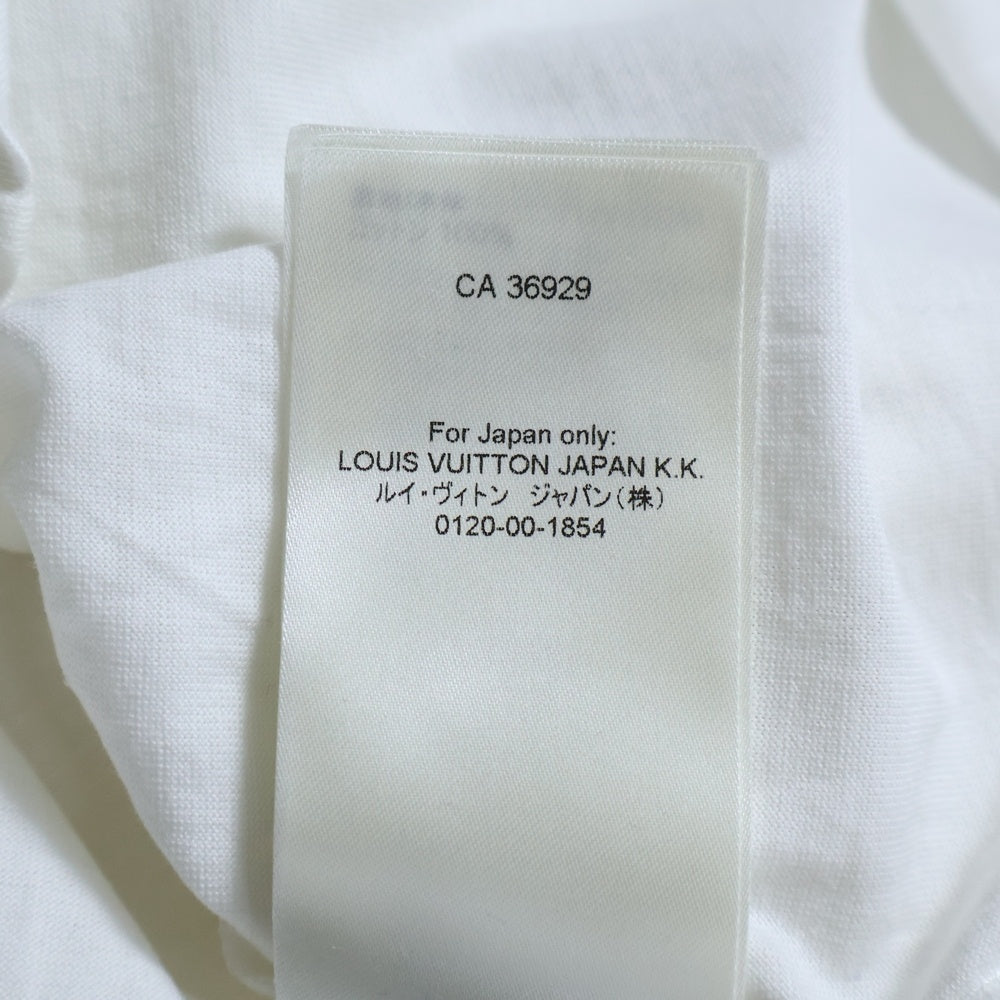 CA 36929
For Japan only:
LOUIS VUITTON JAPAN K.K.
ルイ・ヴィトン　ジャパン(株)
0120-00-1854